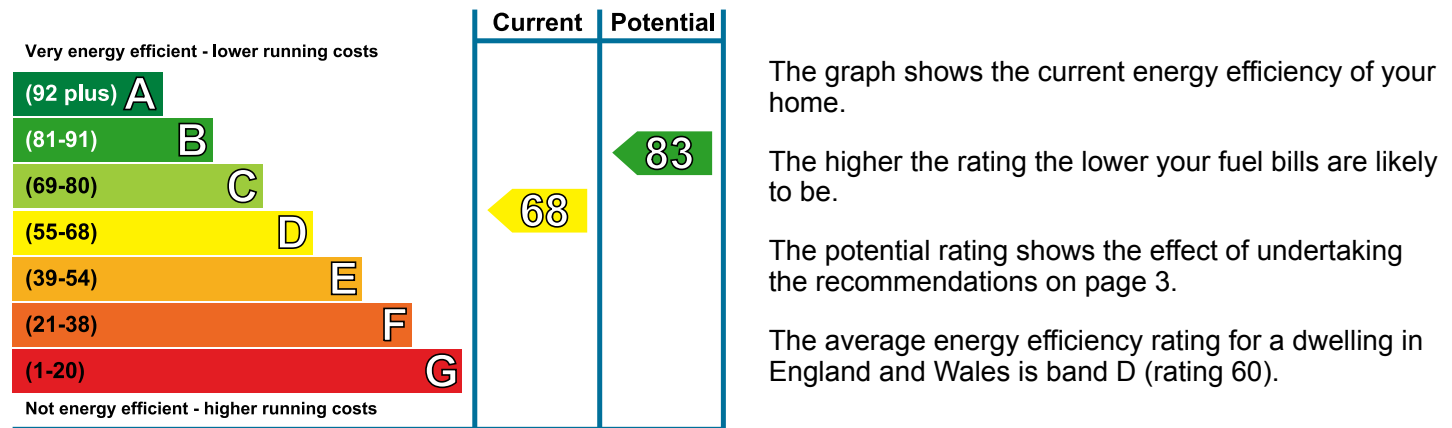 Current Potential
Very energy efficient - lower running costs
(92 plus) A
(81-91) B
83
(69-80) C
68
(55-68) D
(39-54) E
(21-38) F
(1-20) G
Not energy efficient - higher running costs
The graph shows the current energy efficiency of your
home.
The higher the rating the lower your fuel bills are likely
to be.
The potential rating shows the effect of undertaking
the recommendations on page 3.
The average energy efficiency rating for a dwelling in
England and Wales is band D (rating 60).